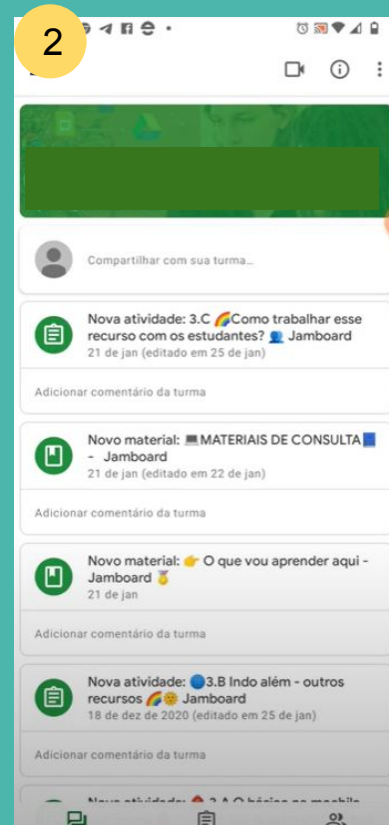 2
Compartilhar com sua turma...
Nova atividade: 3.C 🌈Como trabalhar esse
recurso com os estudantes? 👥 Jamboard
21 de jan (editado em 25 de jan)
Adicionar comentário da turma
Novo material: 💻MATERIAIS DE CONSULTA📘
- Jamboard
21 de jan (editado em 22 de jan)
Adicionar comentário da turma
Novo material: 👉 O que vou aprender aqui -
Jamboard 🏅
21 de jan
Adicionar comentário da turma
Nova atividade: 🔵3.B Indo além - outros
recursos 🌈🌞 Jamboard
18 de dez de 2020 (editado em 25 de jan)
Adicionar comentário da turma